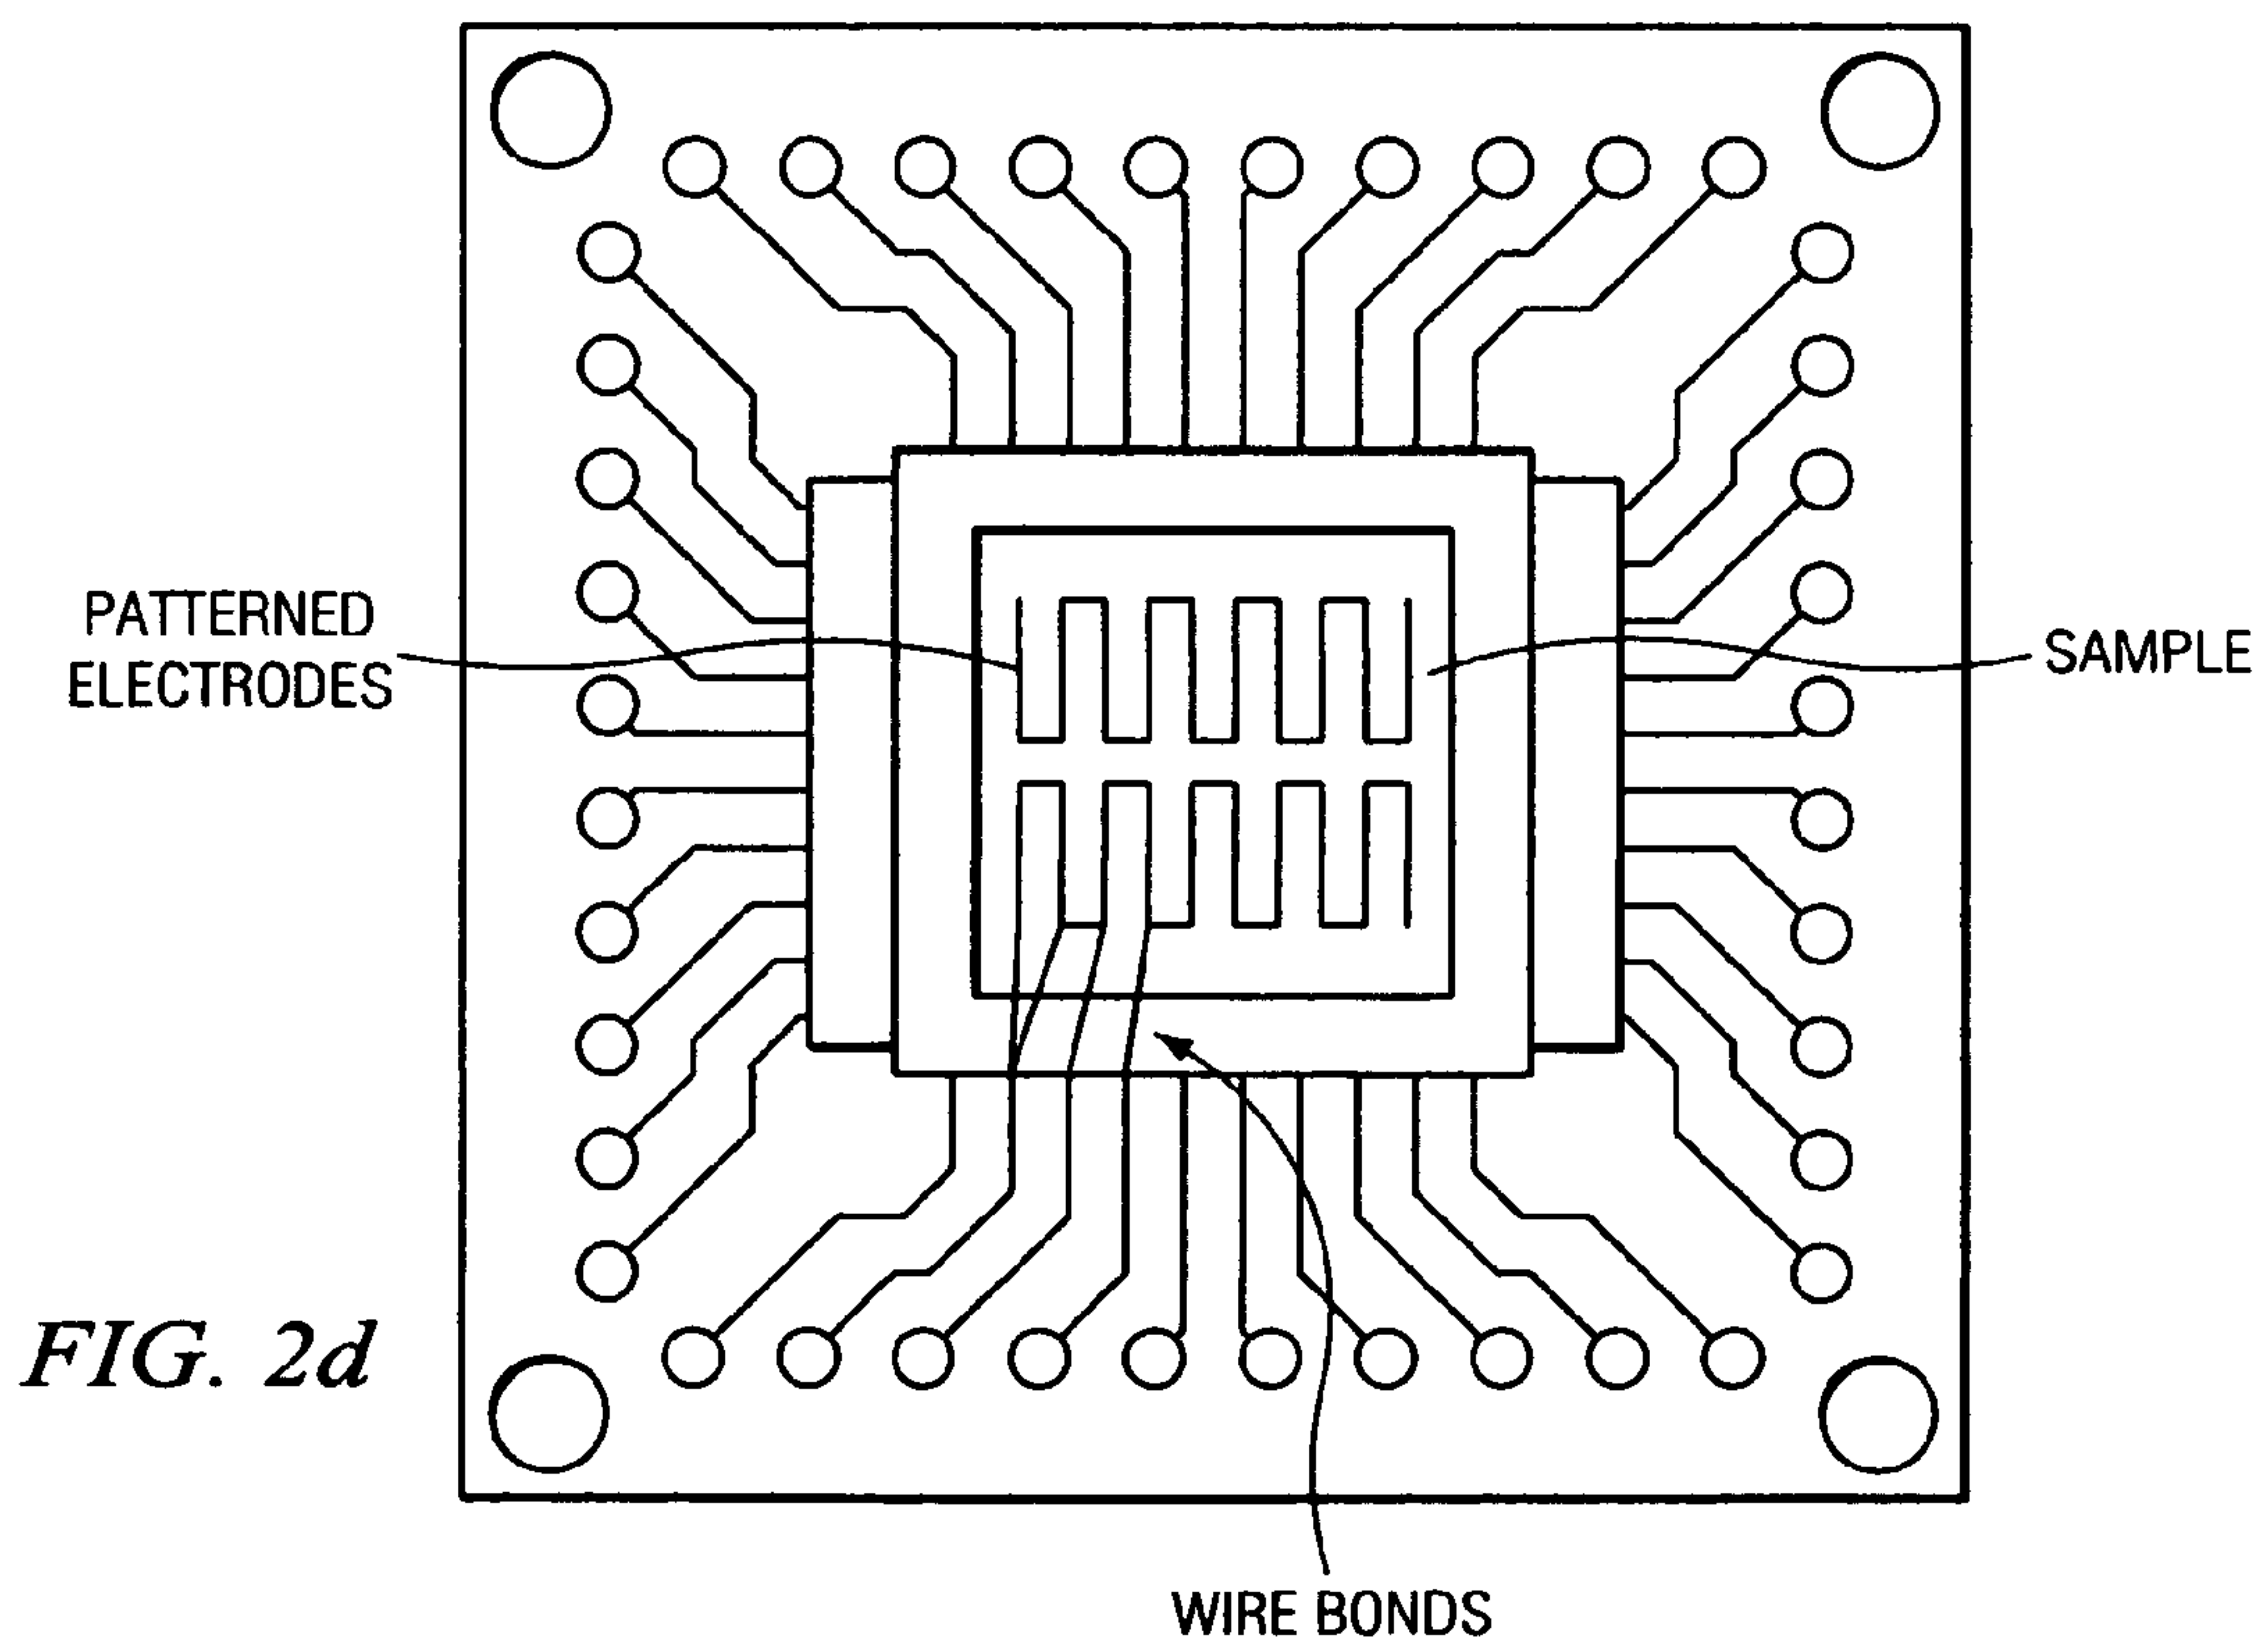 PATTERNED
ELECTRODES
SAMPLE
FIG. 2d
WIRE BONDS